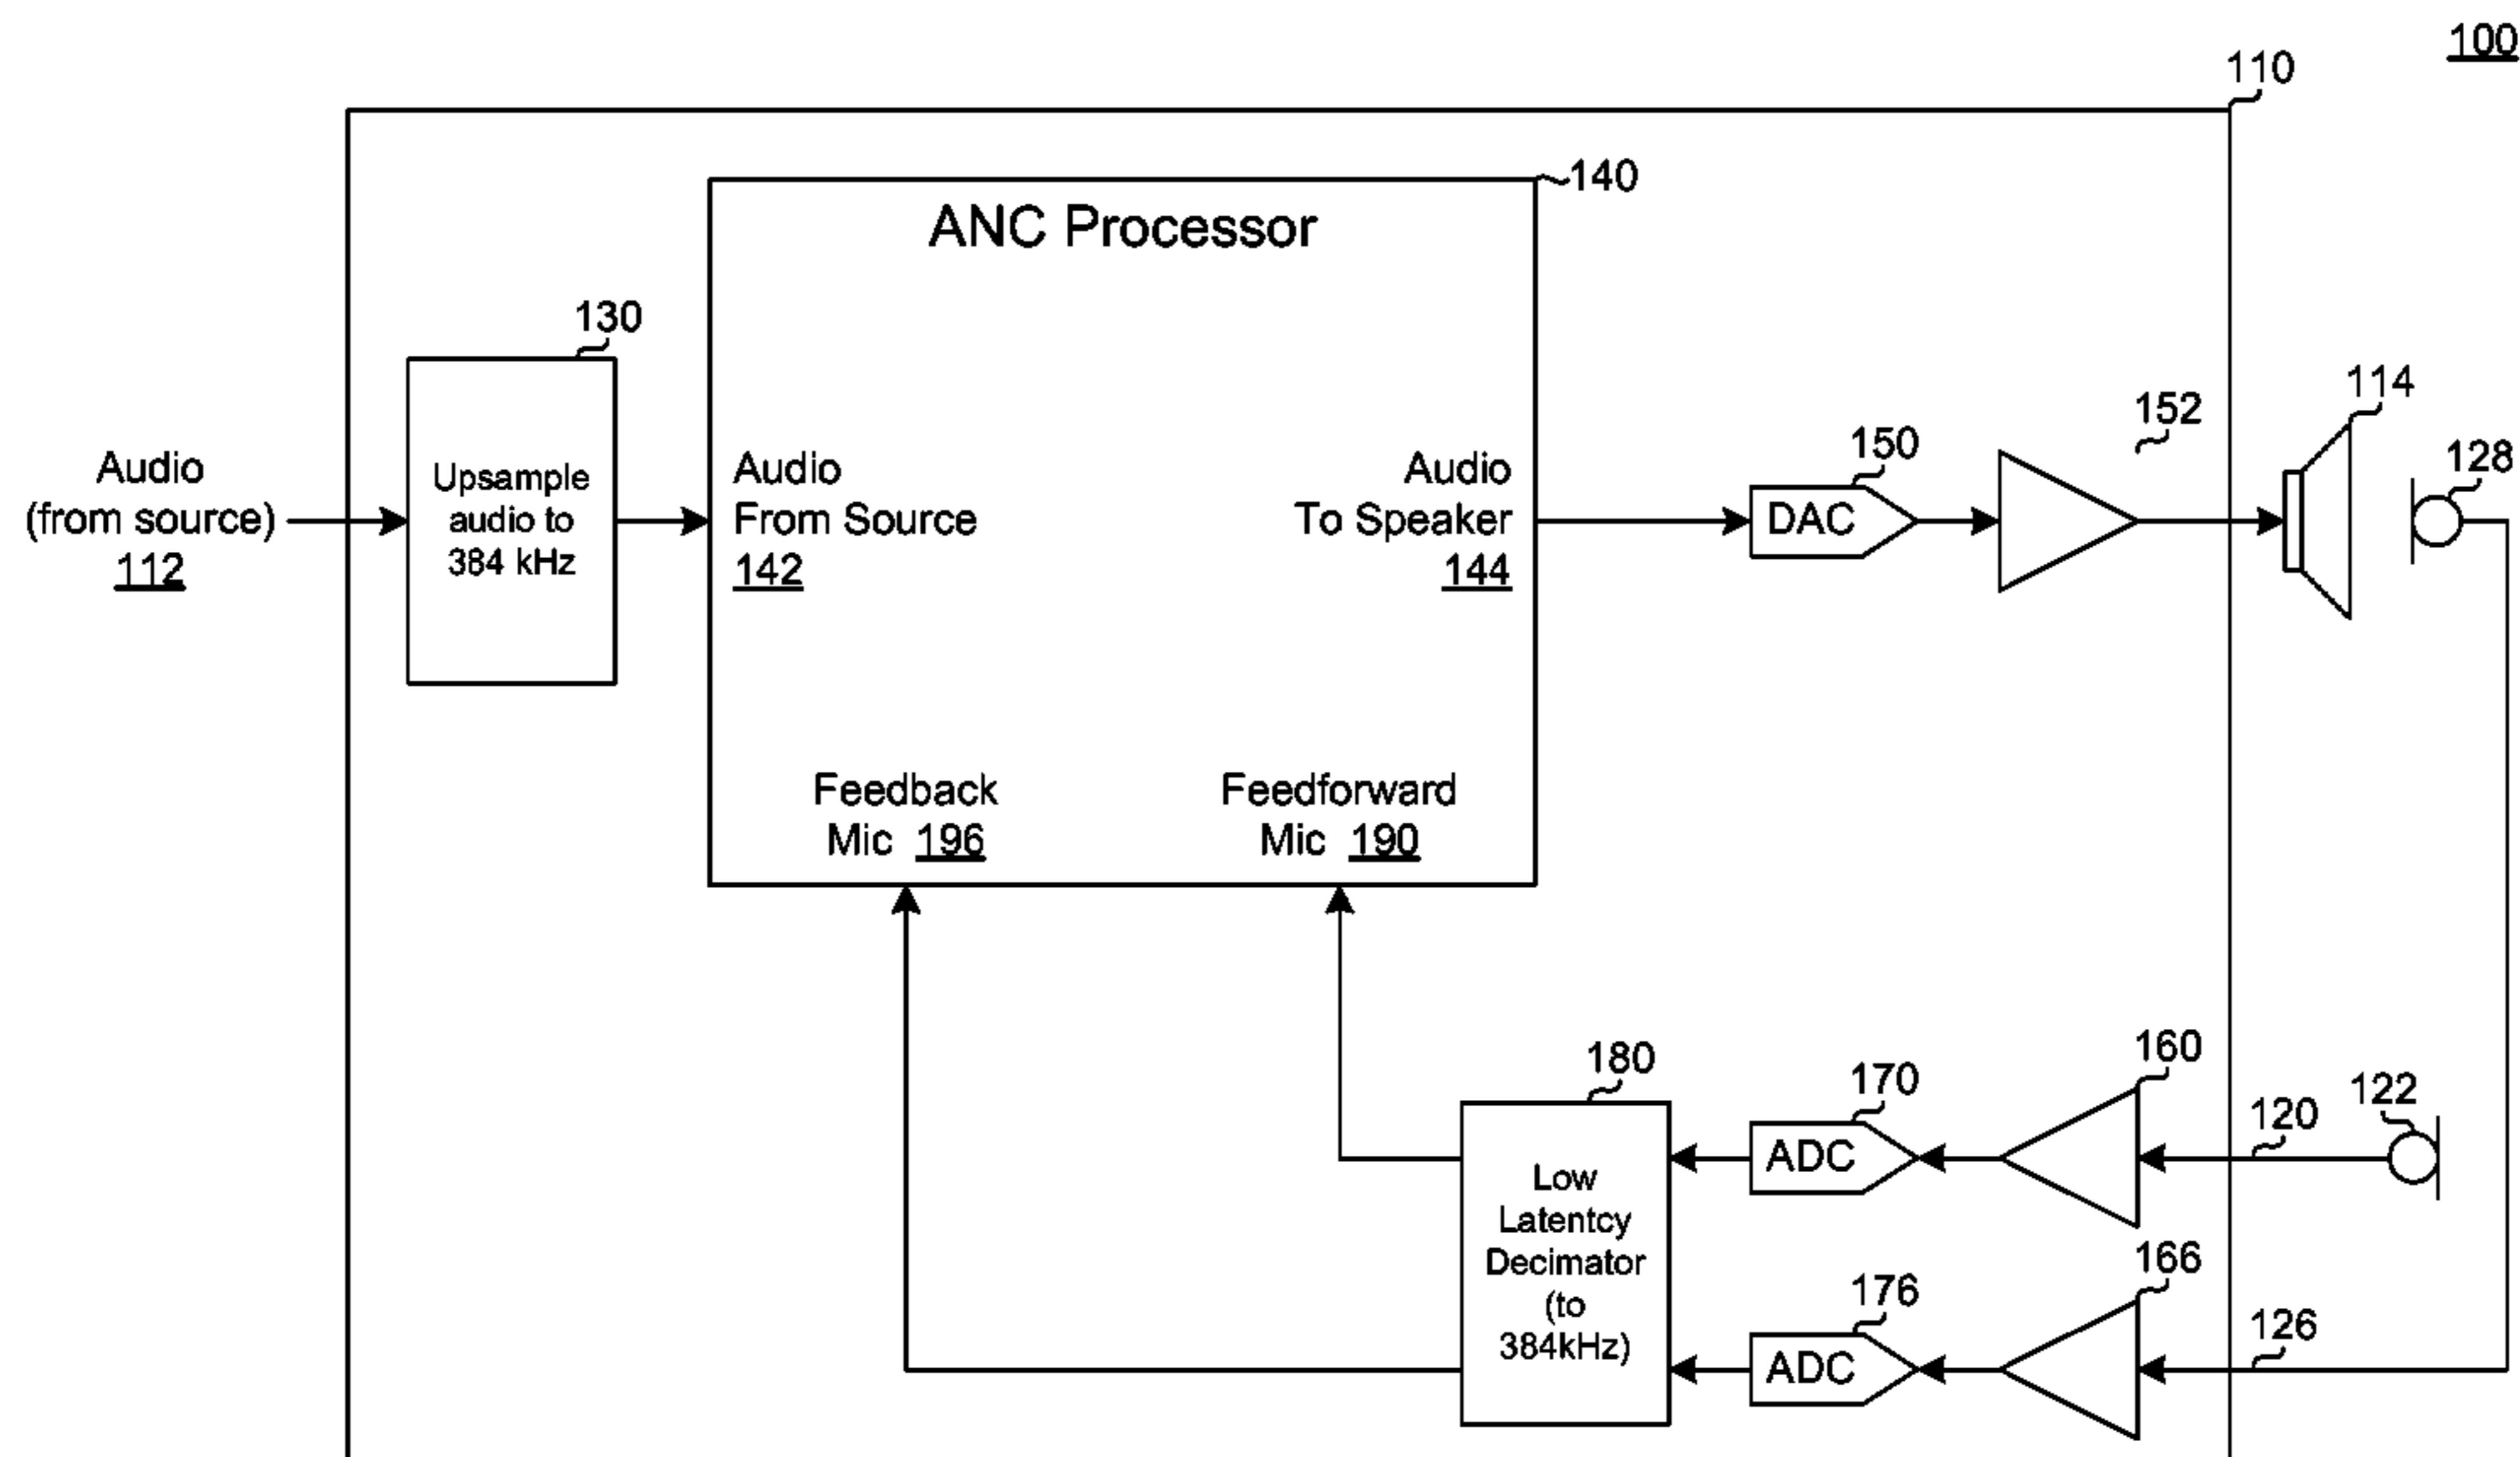 100
110
140
ANC Processor
130
114
152
150
128
Audio
(from source)
112
Upsample
audio to
384 kHz
Audio
From Source
142
Audio
To Speaker
144
DAC
Feedback
Mic 196
Feedforward
Mic 190
180
170
160
120
122
ADC
Low
Latentcy
Decimator
(to
384kHz)
176
166
126
ADC